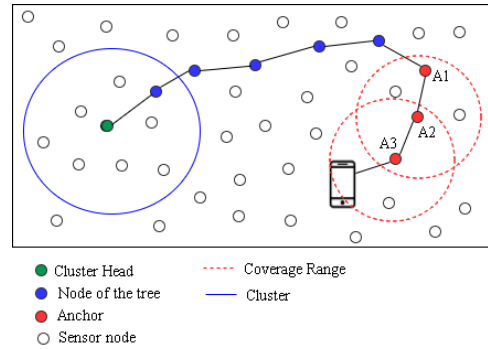 A1
A2
A3
Cluster Head
Coverage Range
Node of the tree
Cluster
Anchor
Sensor node